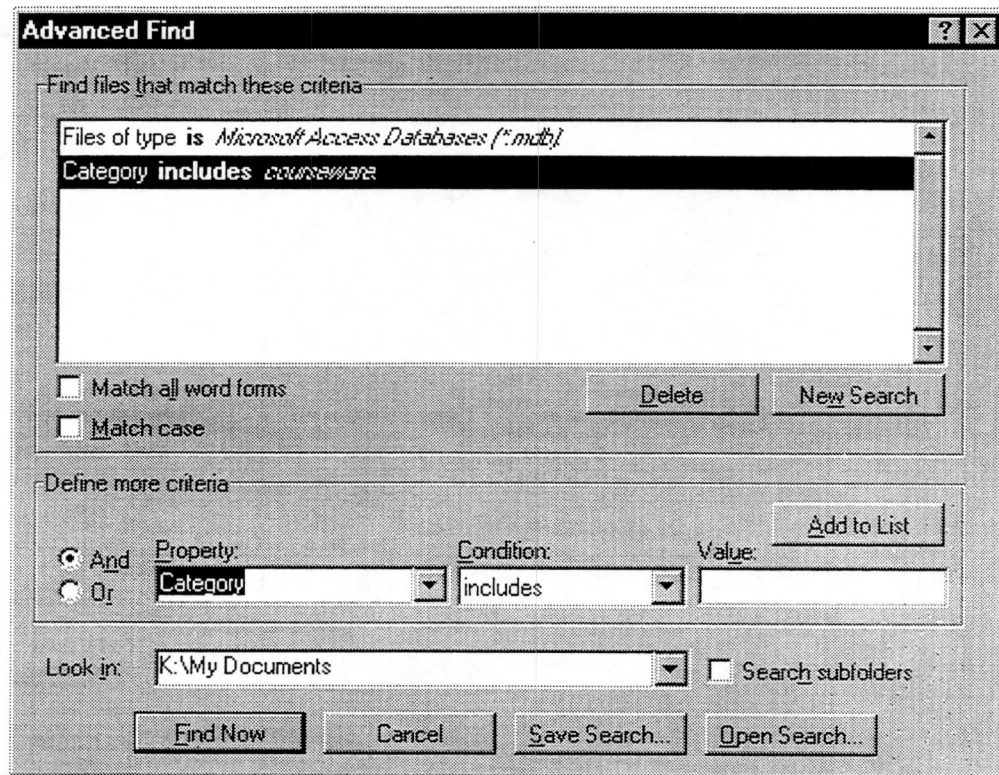 Advanced Find
Find files that match these criteria
Files of type is Microsoft Access Databases (*.mdb)
Category includes courseware
Match all word forms
Delete
New Search
Match case
Define more criteria
Add to List
And
Property:
Condition:
Value:
Or
Category
includes
Look in:
K:\My Documents
Search subfolders
Find Now
Cancel
Save Search...
Open Search...